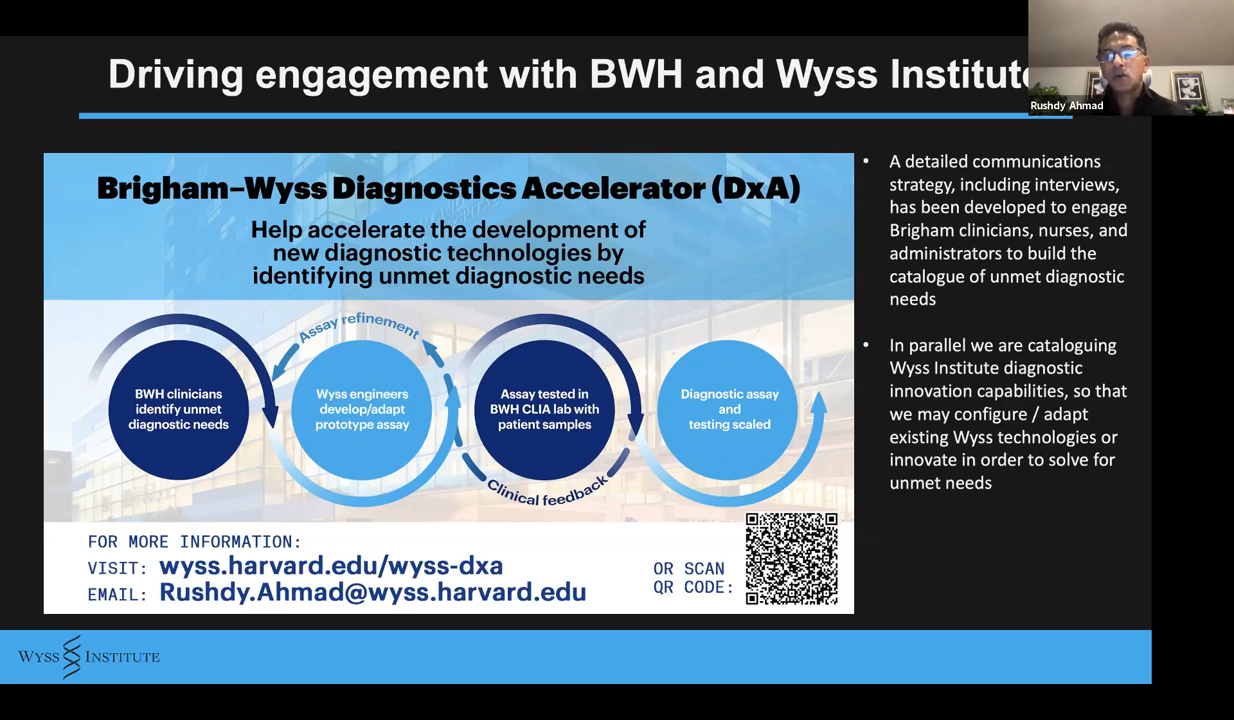 Driving engagement with BWH and Wyss Institute
Rushdy Ahmad
Brigham–Wyss Diagnostics Accelerator (DxA)
Help accelerate the development of
new diagnostic technologies by
identifying unmet diagnostic needs
Assay refinement
BWH clinicians
identify unmet
diagnostic needs
Wyss engineers
develop/adapt
prototype assay
Assay tested in
BWH CLIA lab with
patient samples
Diagnostic assay
and
testing scaled
Clinical feedback
FOR MORE INFORMATION:
VISIT: wyss.harvard.edu/wyss-dxa
EMAIL: Rushdy.Ahmad@wyss.harvard.edu
OR SCAN
QR CODE:
• A detailed communications
strategy, including interviews,
has been developed to engage
Brigham clinicians, nurses, and
administrators to build the
catalogue of unmet diagnostic
needs
• In parallel we are cataloguing
Wyss Institute diagnostic
innovation capabilities, so that
we may configure / adapt
existing Wyss technologies or
innovate in order to solve for
unmet needs
WYSS INSTITUTE